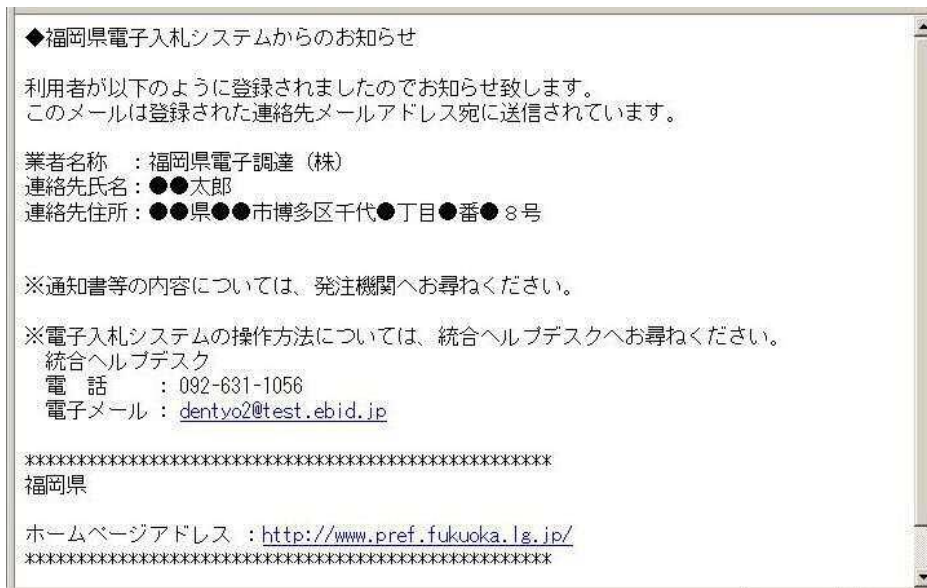 ◆福岡県電子入札システムからのお知らせ
利用者が以下のように登録されましたのでお知らせ致します。
このメールは登録された連絡先メールアドレス宛に送信されています。
業者名称　：福岡県電子調達（株）
連絡先氏名：●●太郎
連絡先住所：●●県●●市博多区千代●丁目●番●８号
※通知書等の内容については、発注機関へお尋ねください。
※電子入札システムの操作方法については、統合ヘルプデスクへお尋ねください。
統合ヘルプデスク
電　話　　：092-631-1056
電子メール：dentyo2@test.ebid.jp
**************************************************
福岡県
ホームページアドレス ：http://www.pref.fukuoka.lg.jp/
**************************************************